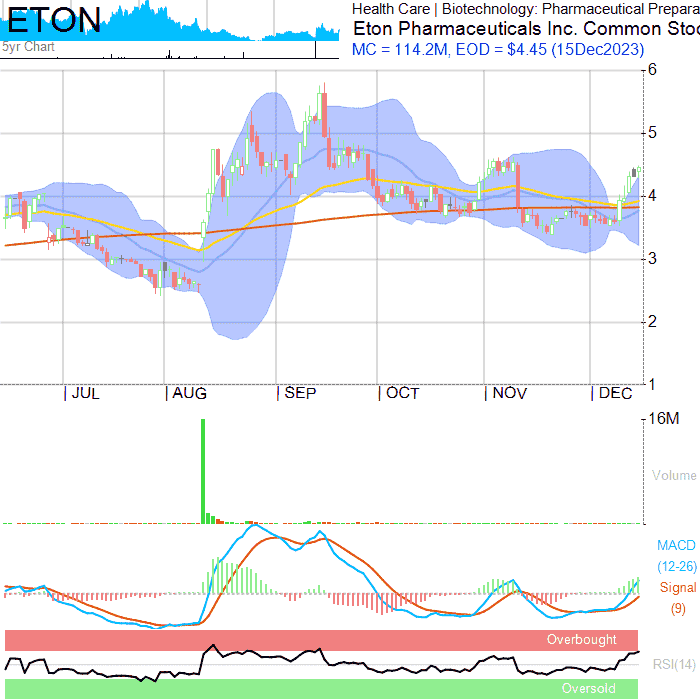 ETON
5yr Chart
Health Care | Biotechnology: Pharmaceutical Prepara
Eton Pharmaceuticals Inc. Common Stoc
MC = 114.2M, EOD = $4.45 (15Dec2023)
6
5
4
3
2
1
JUL AUG SEP OCT NOV DEC
16M
Volume
MACD
(12-26)
Signal
(9)
Overbought
RSI(14)
Oversold